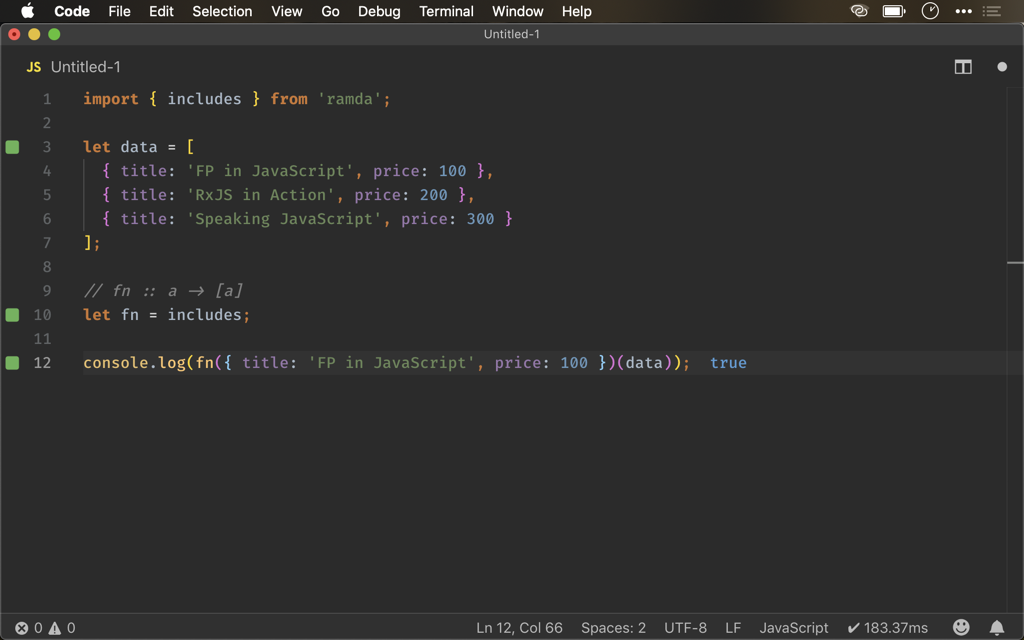 Code File Edit Selection View Go Debug Terminal Window Help
Untitled-1
JS Untitled-1
1 import { includes } from 'ramda';
2
3 let data = [
4 { title: 'FP in JavaScript', price: 100 },
5 { title: 'RxJS in Action', price: 200 },
6 { title: 'Speaking JavaScript', price: 300 }
7 ];
8
9 // fn :: a → [a]
10 let fn = includes;
11
12 console.log(fn({ title: 'FP in JavaScript', price: 100 })(data)); true
0 0 Ln 12, Col 66 Spaces: 2 UTF-8 LF JavaScript ✔ 183.37ms